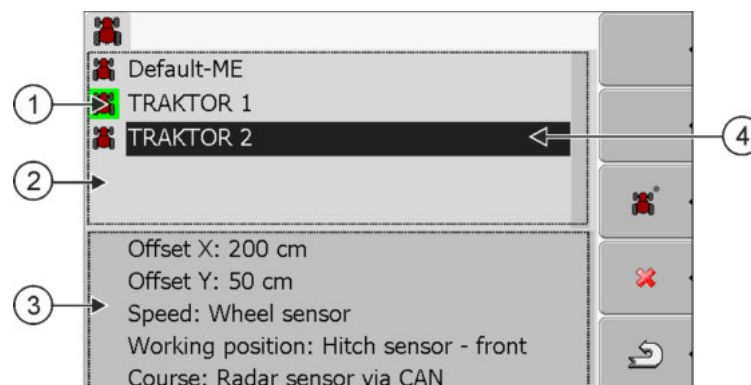 Default-ME
1
TRAKTOR 1
TRAKTOR 2
4
2
Offset X: 200 cm
Offset Y: 50 cm
3
Speed: Wheel sensor
Working position: Hitch sensor - front
Course: Radar sensor via CAN